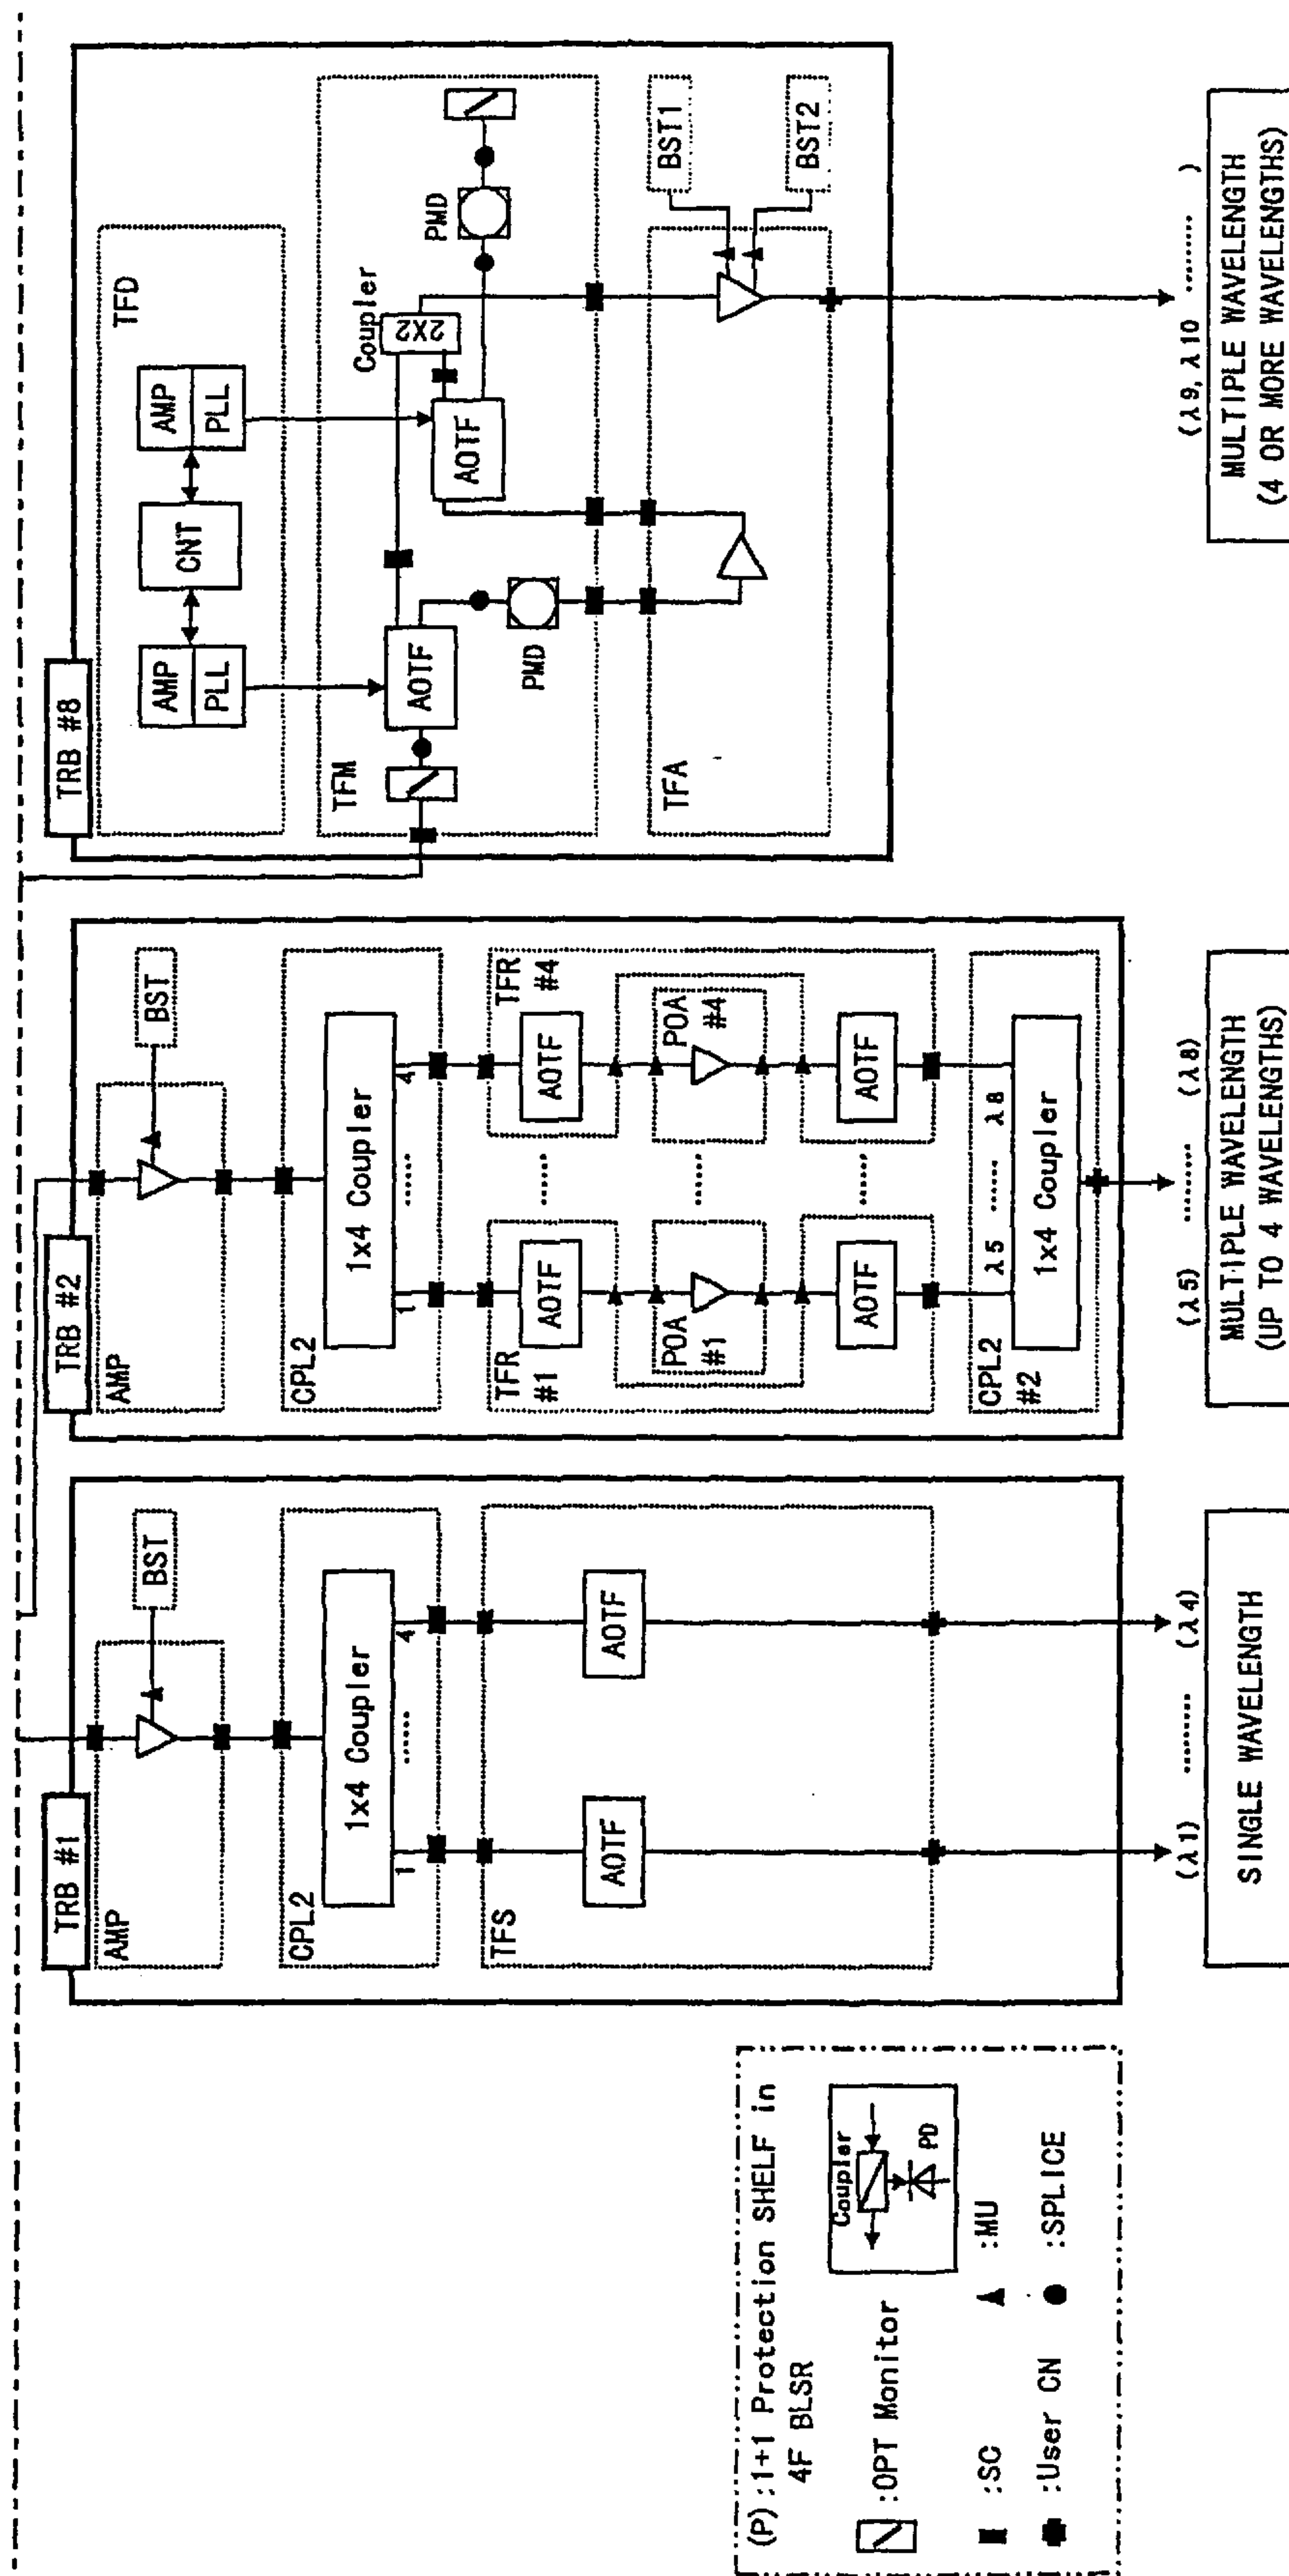 TRB #1
AMP
BST
CPL2
1x4 Coupler
1 ...... 4
TFS
AOTF
AOTF
(λ1) ........ (λ4)
SINGLE WAVELENGTH
TRB #2
AMP
BST
CPL2
1x4 Coupler
1 ...... 4
TFR
#1
TFR
#4
AOTF ...... AOTF
POA
#1
......
POA
#4
AOTF ...... AOTF
λ5 ...... λ8
CPL2
#2
1x4 Coupler
(λ5) ........ (λ8)
MULTIPLE WAVELENGTH
(UP TO 4 WAVELENGTHS)
TRB #8
TFD
AMP
PLL
CNT
AMP
PLL
TFM
AOTF
PMD
Coupler
2X2
AOTF
PMD
TFA
BST1
BST2
(λ9, λ10 ........ )
MULTIPLE WAVELENGTH
(4 OR MORE WAVELENGTHS)
(P):1+1 Protection SHELF in
4F BLSR
:OPT Monitor
Coupler
PD
:SC
:MU
:User CN
:SPLICE